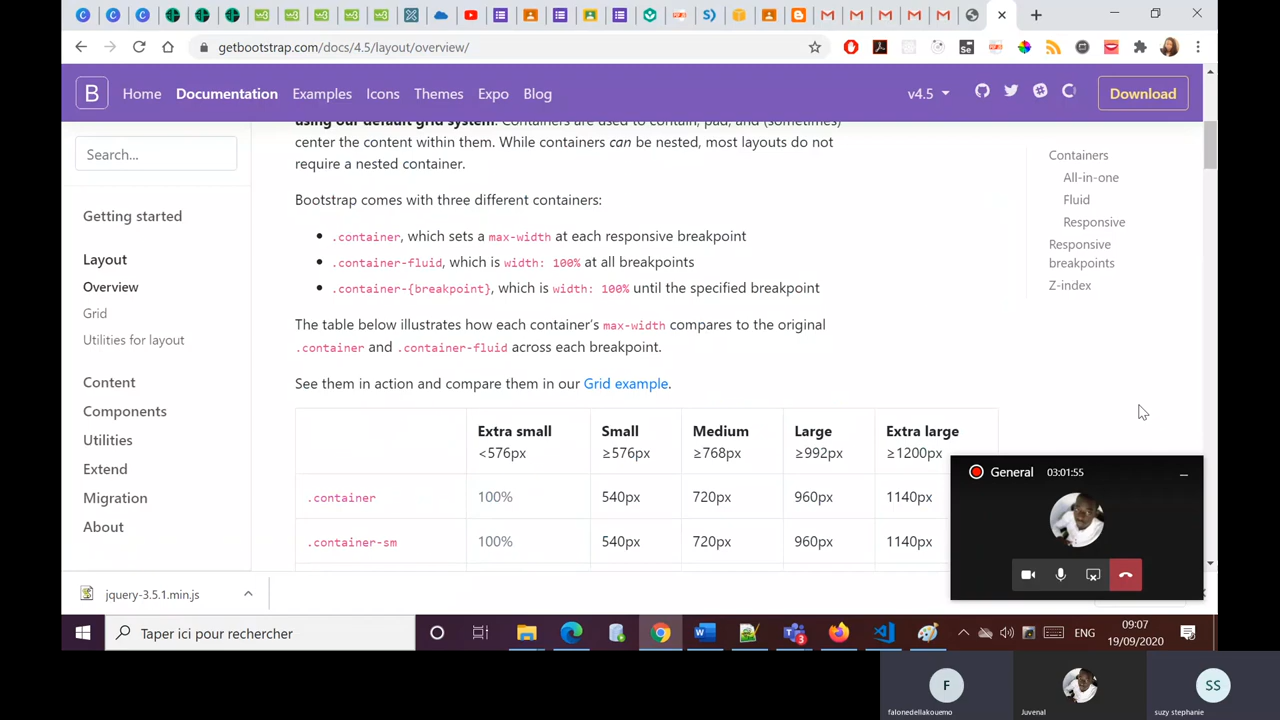 getbootstrap.com/docs/4.5/layout/overview/
B Home Documentation Examples Icons Themes Expo Blog v4.5 Download
using our default grid system. Containers are used to contain, pad, and (sometimes)
center the content within them. While containers can be nested, most layouts do not
require a nested container.
Bootstrap comes with three different containers:
.container, which sets a max-width at each responsive breakpoint
.container-fluid, which is width: 100% at all breakpoints
.container-{breakpoint}, which is width: 100% until the specified breakpoint
The table below illustrates how each container's max-width compares to the original
.container and .container-fluid across each breakpoint.
See them in action and compare them in our Grid example.
Extra small Small Medium Large Extra large
<576px ≥576px ≥768px ≥992px ≥1200px
.container 100% 540px 720px 960px 1140px
.container-sm 100% 540px 720px 960px 1140px
Search...
Getting started
Layout
Overview
Grid
Utilities for layout
Content
Components
Utilities
Extend
Migration
About
Containers
All-in-one
Fluid
Responsive
Responsive
breakpoints
Z-index
General 03:01:55
jquery-3.5.1.min.js
Taper ici pour rechercher
ENG
09:07
19/09/2020
F
falonedellakouemo
Juvenal
SS
suzy stephanie